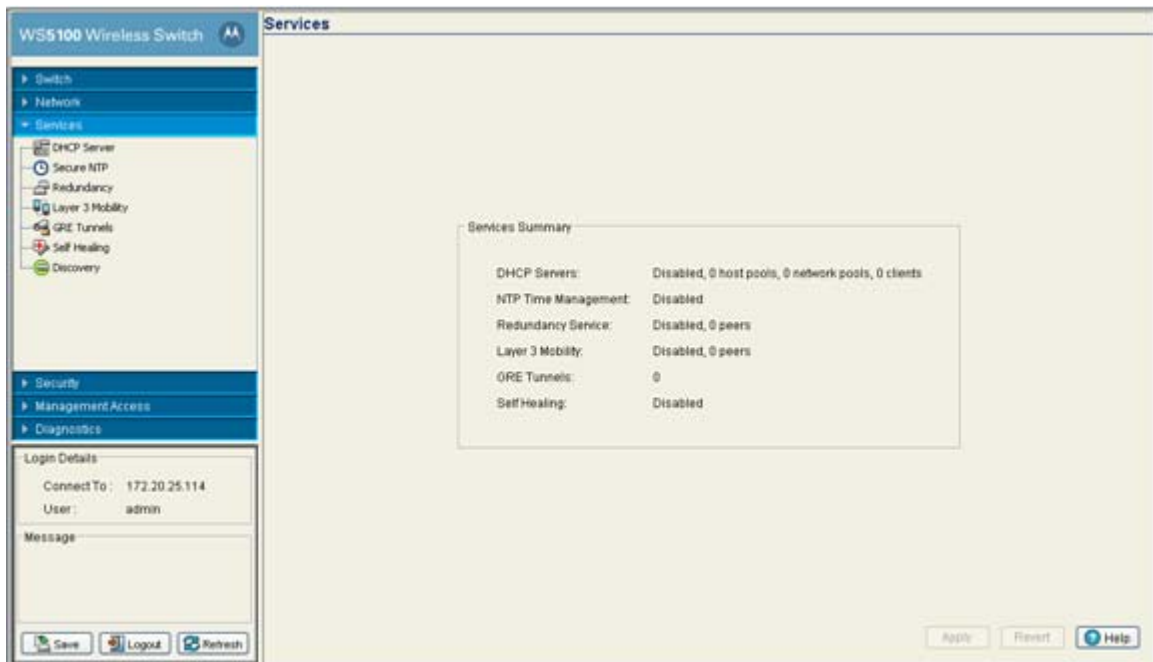 WS5100 Wireless Switch
Services
Switch
Network
Services
DHCP Server
Secure NTP
Redundancy
Layer 3 Mobility
GRE Tunnels
Self Healing
Discovery
Security
Management Access
Diagnostics
Login Details
Connect To : 172.20.25.114
User : admin
Message
Save Logout Refresh
Services Summary
DHCP Servers: Disabled, 0 host pools, 0 network pools, 0 clients
NTP Time Management: Disabled
Redundancy Service: Disabled, 0 peers
Layer 3 Mobility: Disabled, 0 peers
GRE Tunnels: 0
Self Healing: Disabled
Apply Revert Help